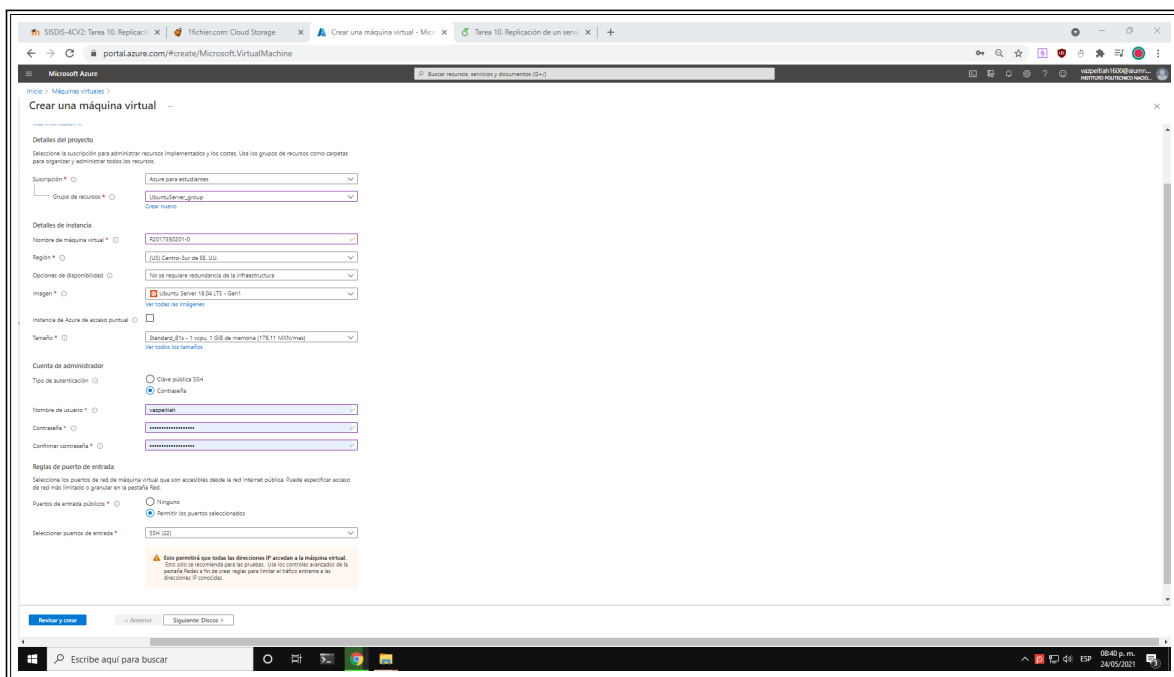 SISDIS-4CV2: Tarea 10. Replicació
1fichier.com: Cloud Storage
Crear una máquina virtual - Micr
Tarea 10. Replicación de un servi
portal.azure.com/#create/Microsoft.VirtualMachine
Microsoft Azure
Buscar recursos, servicios y documentos (G+/)
vazpeitiah1600@alumn...
INSTITUTO POLITECNICO NACIO...
Inicio > Máquinas virtuales >
Crear una máquina virtual ...
Detalles del proyecto
Seleccione la suscripción para administrar recursos implementados y los costes. Use los grupos de recursos como carpetas
para organizar y administrar todos los recursos.
Suscripción *
Azure para estudiantes
Grupo de recursos *
UbuntuServer_group
Crear nuevo
Detalles de instancia
Nombre de máquina virtual *
R2017350201-0
Región *
(US) Centro-Sur de EE. UU.
Opciones de disponibilidad
No se requiere redundancia de la infraestructura
Imagen *
Ubuntu Server 18.04 LTS - Gen1
Ver todas las imágenes
Instancia de Azure de acceso puntual
Tamaño *
Standard_B1s - 1 vcpu, 1 GiB de memoria (176,11 MXN/mes)
Ver todos los tamaños
Cuenta de administrador
Tipo de autenticación
Clave pública SSH
Contraseña
Nombre de usuario *
vazpeitiah
Contraseña *
Confirmar contraseña *
Reglas de puerto de entrada
Seleccione los puertos de red de máquina virtual que son accesibles desde la red Internet pública. Puede especificar acceso
de red más limitado o granular en la pestaña Red.
Puertos de entrada públicos *
Ninguno
Permitir los puertos seleccionados
Seleccionar puertos de entrada *
SSH (22)
Esto permitirá que todas las direcciones IP accedan a la máquina virtual.
Esto solo se recomienda para las pruebas. Use los controles avanzados de la
pestaña Redes a fin de crear reglas para limitar el tráfico entrante a las
direcciones IP conocidas.
Revisar y crear
< Anterior
Siguiente: Discos >
Escribe aquí para buscar
ESP
08:40 p. m.
24/05/2021